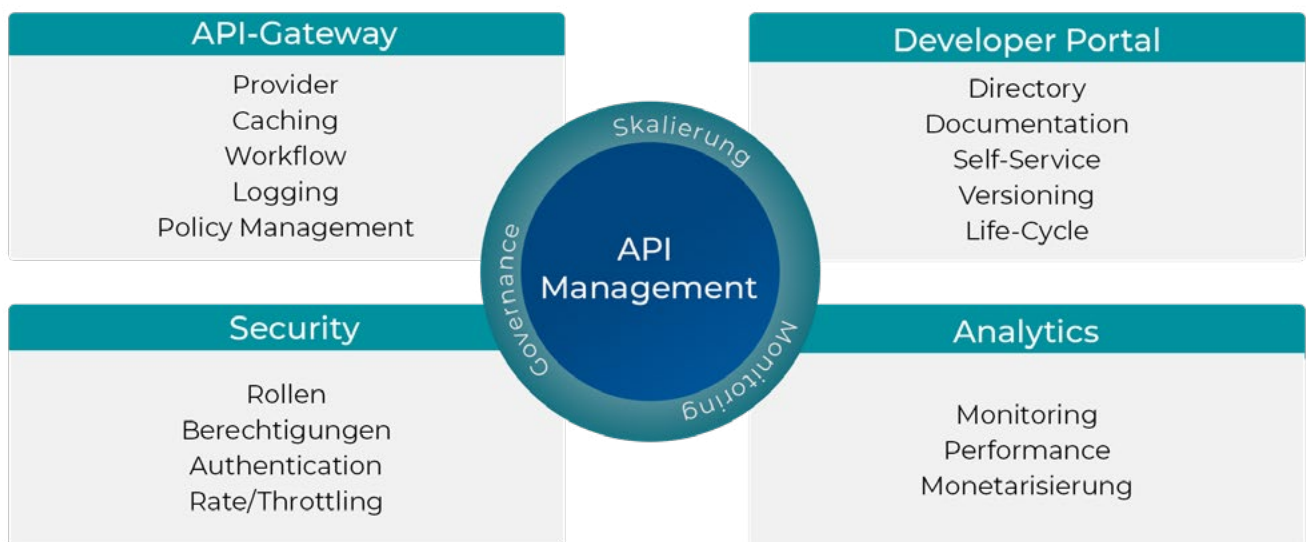 API-Gateway
Provider
Caching
Workflow
Logging
Policy Management
Developer Portal
Directory
Documentation
Self-Service
Versioning
Life-Cycle
Skalierung
Governance
Monitoring
API
Management
Security
Rollen
Berechtigungen
Authentication
Rate/Throttling
Analytics
Monitoring
Performance
Monetarisierung